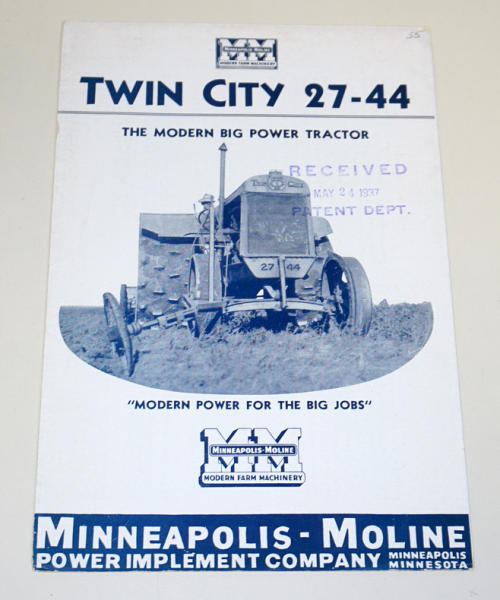 55
MINNEAPOLIS-MOLINE
MODERN FARM MACHINERY
TWIN CITY 27-44
THE MODERN BIG POWER TRACTOR
RECEIVED
MAY 24 1937
PATENT DEPT.
TWIN CITY
27 44
"MODERN POWER FOR THE BIG JOBS"
MM
MINNEAPOLIS-MOLINE
MODERN FARM MACHINERY
MINNEAPOLIS-MOLINE
POWER IMPLEMENT COMPANY MINNEAPOLIS
MINNESOTA